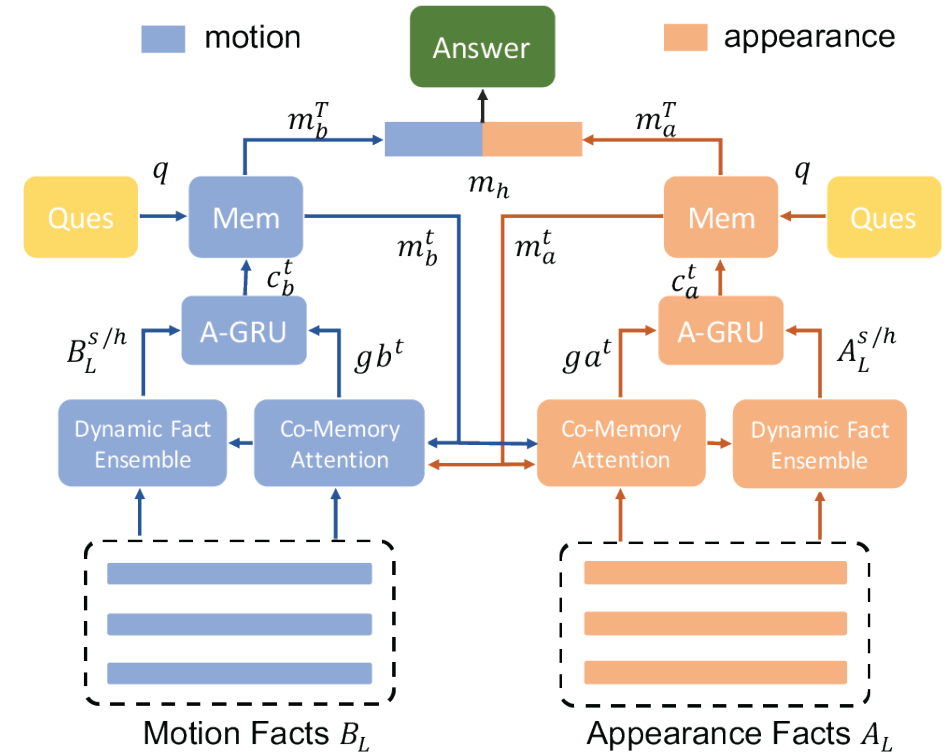 motion
appearance
Answer
m_b^T
m_a^T
q
q
m_h
Ques
Mem
Mem
Ques
m_b^t
m_a^t
c_b^t
c_a^t
A-GRU
A-GRU
B_L^{s/h}
gb^t
ga^t
A_L^{s/h}
Dynamic Fact
Ensemble
Co-Memory
Attention
Co-Memory
Attention
Dynamic Fact
Ensemble
Motion Facts B_L
Appearance Facts A_L